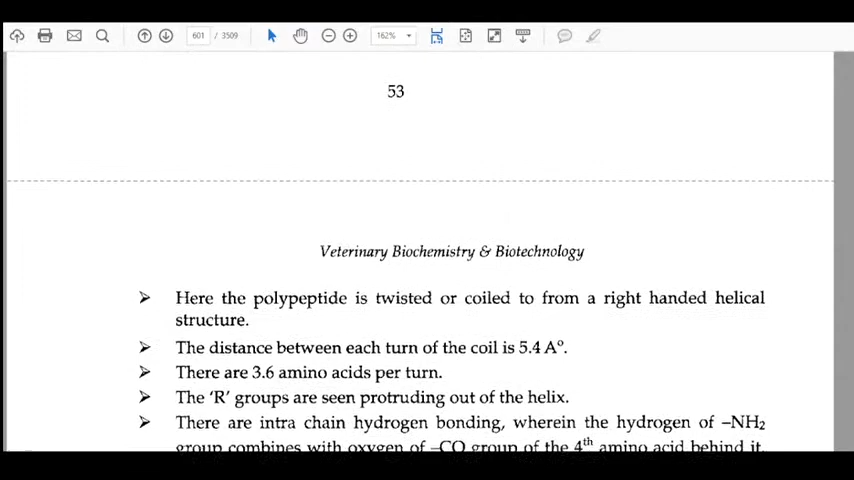 601 / 3509 162%
53
Veterinary Biochemistry & Biotechnology
➢ Here the polypeptide is twisted or coiled to from a right handed helical
structure.
➢ The distance between each turn of the coil is 5.4 Aº.
➢ There are 3.6 amino acids per turn.
➢ The ‘R’ groups are seen protruding out of the helix.
➢ There are intra chain hydrogen bonding, wherein the hydrogen of –NH₂
group combines with oxygen of –CO group of the 4th amino acid behind it.